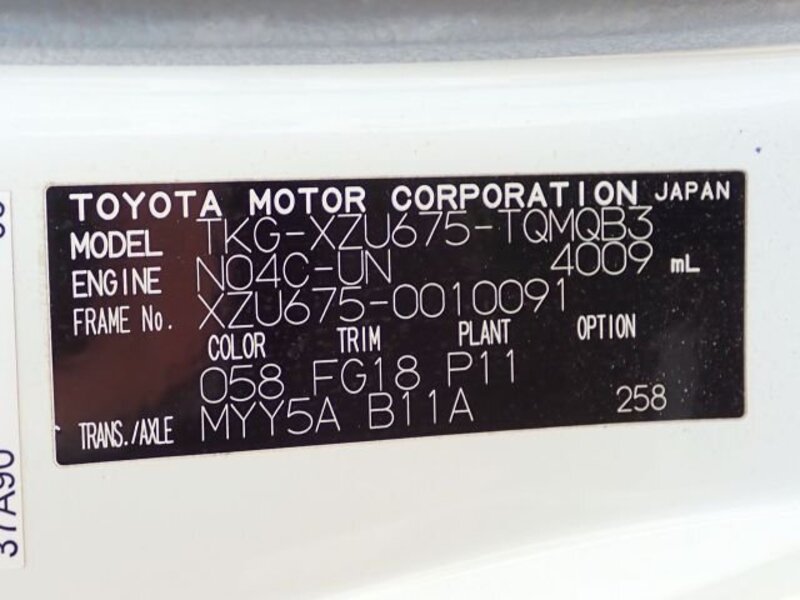 TOYOTA MOTOR CORPORATION JAPAN
MODEL TKG-XZU675-TQMQB3
ENGINE N04C-UN 4009 mL
FRAME No. XZU675-0010091
COLOR TRIM PLANT OPTION
058 FG18 P11
TRANS./AXLE MYY5A B11A 258
37A90